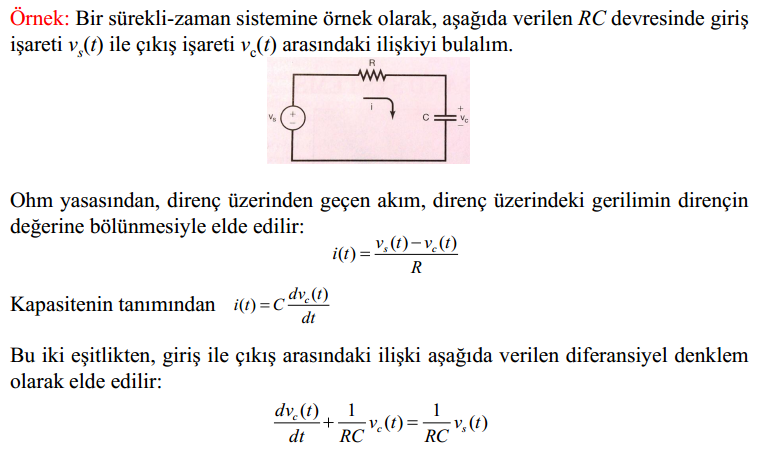 Örnek: Bir sürekli-zaman sistemine örnek olarak, aşağıda verilen RC devresinde giriş
işareti v_s(t) ile çıkış işareti v_c(t) arasındaki ilişkiyi bulalım.
R
i
v_s
+
−
C
+
v_c
−
Ohm yasasından, direnç üzerinden geçen akım, direnç üzerindeki gerilimin dirençin
değerine bölünmesiyle elde edilir:
i(t) = (v_s(t) − v_c(t)) / R
Kapasitenin tanımından i(t) = C dv_c(t)/dt
Bu iki eşitlikten, giriş ile çıkış arasındaki ilişki aşağıda verilen diferansiyel denklem
olarak elde edilir:
dv_c(t)/dt + 1/RC v_c(t) = 1/RC v_s(t)